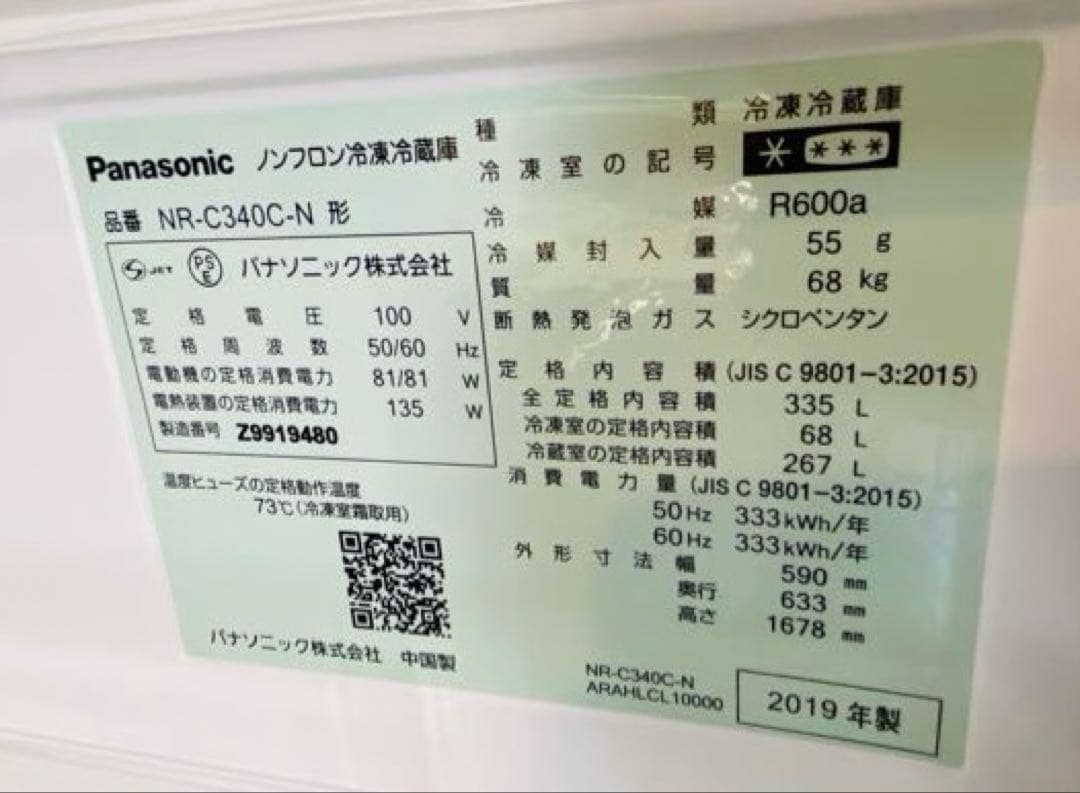 Panasonic ノンフロン冷凍冷蔵庫
品番 NR-C340C-N 形
S-JET PSE パナソニック株式会社
定格電圧 100 V
定格周波数 50/60 Hz
電動機の定格消費電力 81/81 W
電熱装置の定格消費電力 135 W
製造番号 Z9919480
温度ヒューズの定格動作温度
73℃(冷凍室霜取用)
パナソニック株式会社 中国製
種類 冷凍冷蔵庫
冷凍室の記号 * ***
冷媒 R600a
冷媒封入量 55 g
質量 68 kg
断熱発泡ガス シクロペンタン
定格内容積 (JIS C 9801-3:2015)
全定格内容積 335 L
冷凍室の定格内容積 68 L
冷蔵室の定格内容積 267 L
消費電力量 (JIS C 9801-3:2015)
50Hz 333kWh/年
60Hz 333kWh/年
外形寸法 幅 590 mm
奥行 633 mm
高さ 1678 mm
NR-C340C-N
ARAHLCL10000
2019年製